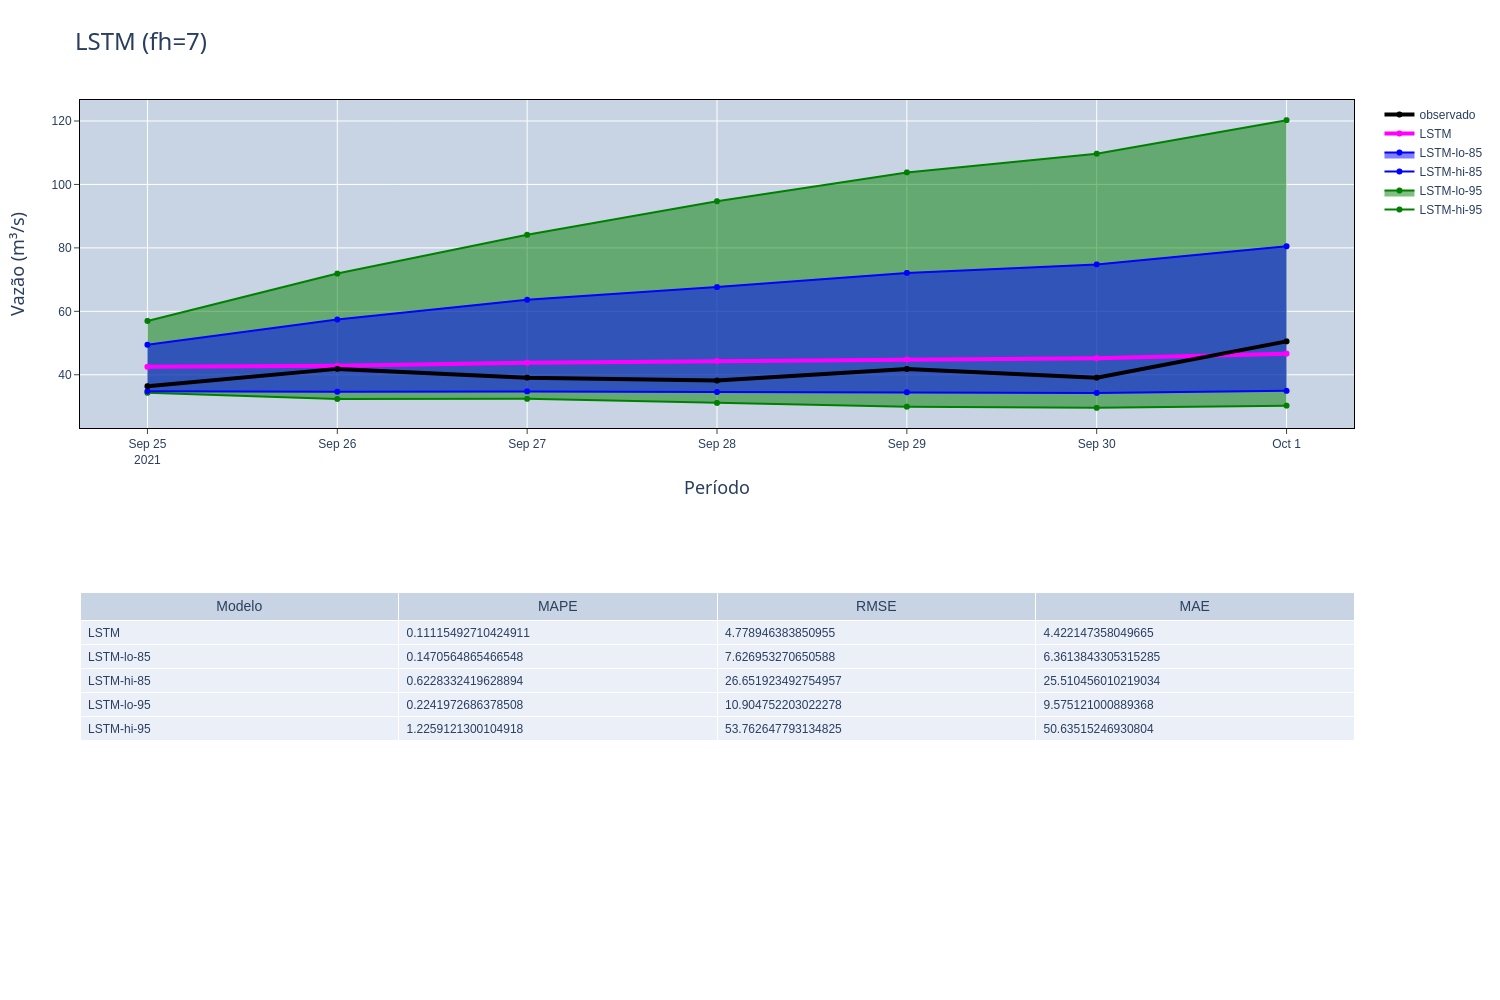 LSTM (fh=7)
120
100
80
60
40
Vazão (m³/s)
Sep 25
2021
Sep 26
Sep 27
Sep 28
Sep 29
Sep 30
Oct 1
Período
observado
LSTM
LSTM-lo-85
LSTM-hi-85
LSTM-lo-95
LSTM-hi-95
Modelo MAPE RMSE MAE
LSTM 0.11115492710424911 4.778946383850955 4.422147358049665
LSTM-lo-85 0.1470564865466548 7.626953270650588 6.3613843305315285
LSTM-hi-85 0.6228332419628894 26.651923492754957 25.510456010219034
LSTM-lo-95 0.2241972686378508 10.904752203022278 9.575121000889368
LSTM-hi-95 1.2259121300104918 53.762647793134825 50.63515246930804